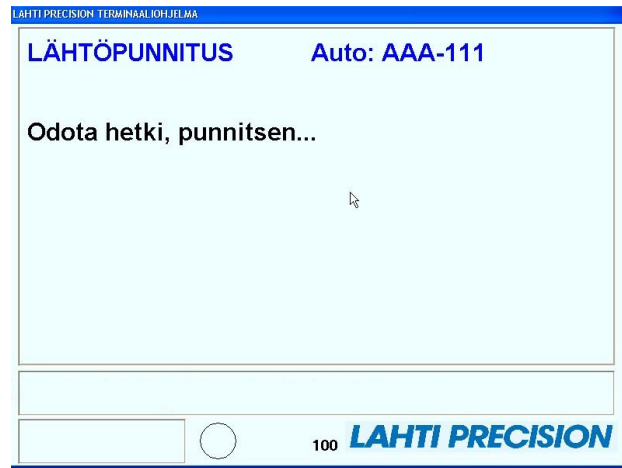 LAHTI PRECISION TERMINAALIOHJELMA
LÄHTÖPUNNITUS Auto: AAA-111
Odota hetki, punnitsen...
100 LAHTI PRECISION